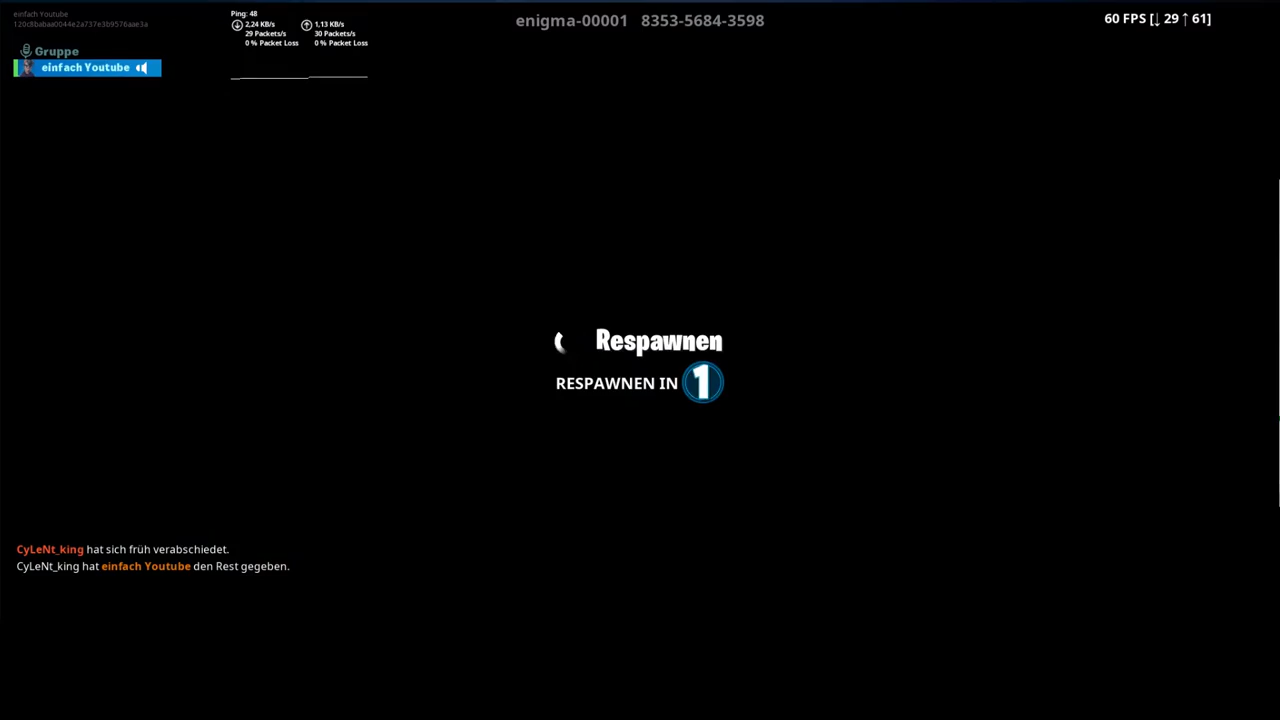 einfach Youtube
Ping: 48
2,24 KB/s
29 Packets/s
0 % Packet Loss
1,13 KB/s
30 Packets/s
0 % Packet Loss
enigma-00001 8353-5684-3598
60 FPS [↓ 29 ↑ 61]
Gruppe
einfach Youtube
Respawnen
RESPAWNEN IN 1
CyLeNt_king hat sich früh verabschiedet.
CyLeNt_king hat einfach Youtube den Rest gegeben.